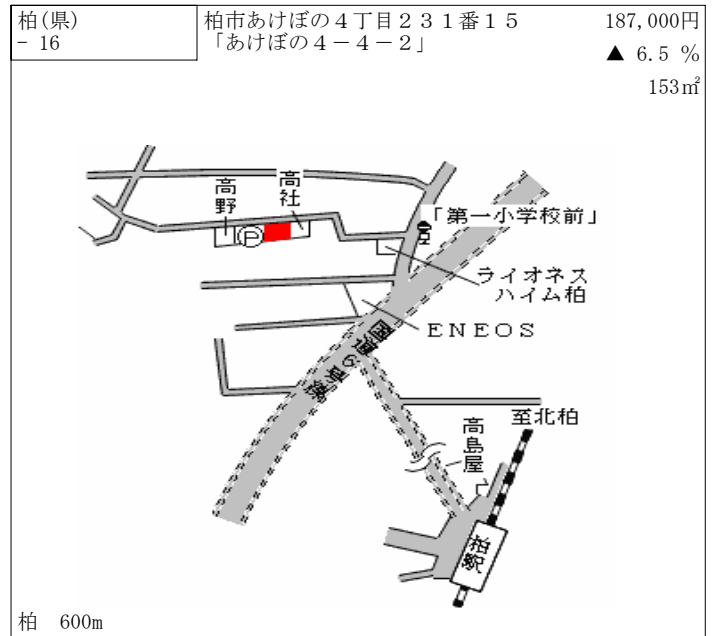 柏(県)
- 16
柏市あけぼの４丁目２３１番１５
「あけぼの４－４－２」
187,000円
▲ 6.5 %
153㎡
高野
高社
Ｐ
「第一小学校前」
ライオネス
ハイム柏
ＥＮＥＯＳ
国道６号線
至北柏
高島屋
柏駅
柏　600m